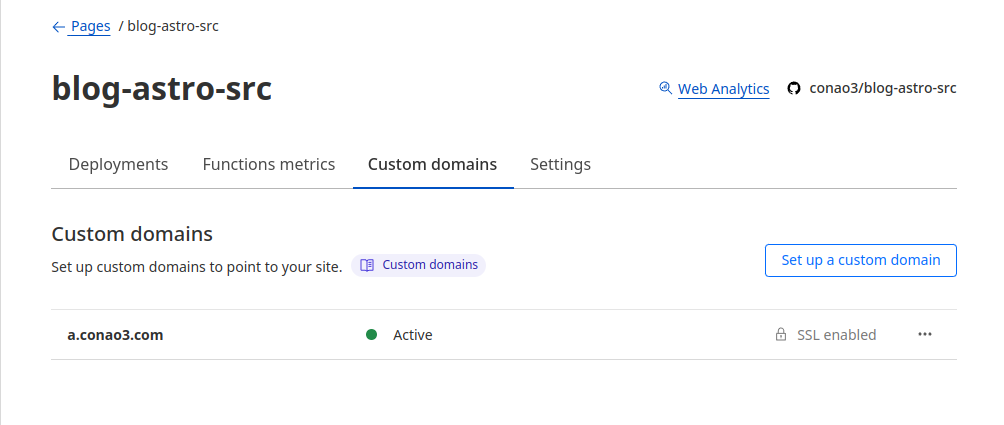 ← Pages / blog-astro-src
blog-astro-src
Web Analytics
conao3/blog-astro-src
Deployments Functions metrics Custom domains Settings
Custom domains
Set up custom domains to point to your site. Custom domains
Set up a custom domain
a.conao3.com Active SSL enabled ···